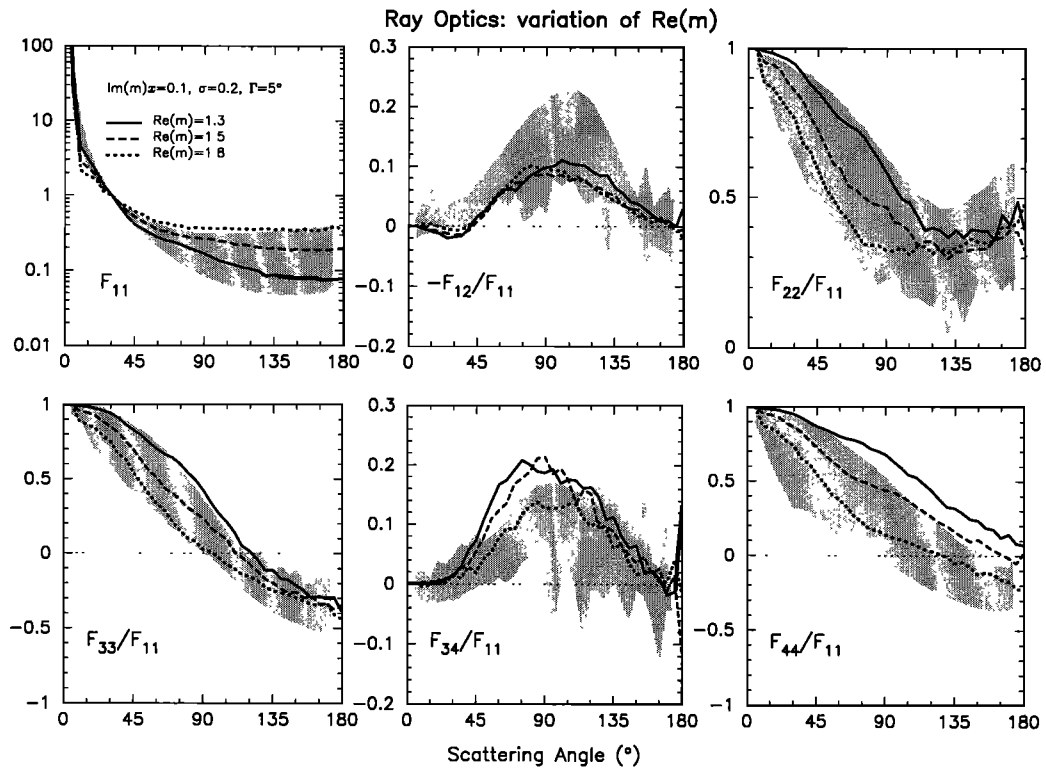 Ray Optics: variation of Re(m)
100
10
1
0.1
0.01
Im(m)x=0.1, σ=0.2, Γ=5°
Re(m)=1.3
Re(m)=1 5
Re(m)=1 8
F11
0 45 90 135 180
0.3
0.2
0.1
0
-0.1
-0.2
-F12/F11
0 45 90 135 180
1
0.5
0
F22/F11
0 45 90 135 180
1
0.5
0
-0.5
-1
F33/F11
0 45 90 135 180
0.3
0.2
0.1
0
-0.1
-0.2
F34/F11
0 45 90 135 180
1
0.5
0
-0.5
-1
F44/F11
0 45 90 135 180
Scattering Angle (°)